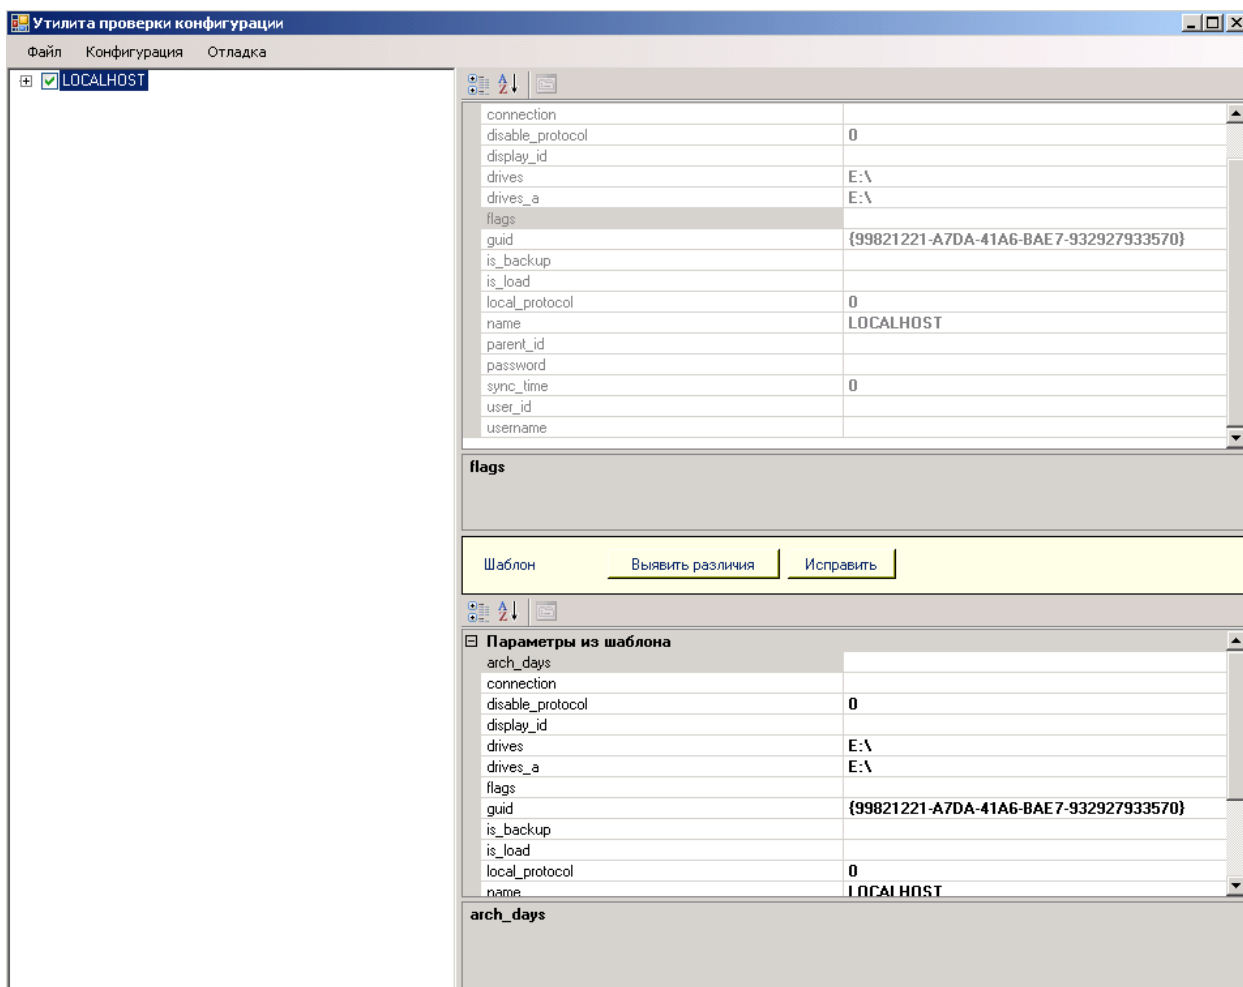 Утилита проверки конфигурации
Файл Конфигурация Отладка
LOCALHOST
connection
disable_protocol 0
display_id
drives E:\
drives_a E:\
flags
guid {99821221-A7DA-41A6-BAE7-932927933570}
is_backup
is_load
local_protocol 0
name LOCALHOST
parent_id
password
sync_time 0
user_id
username
flags
Шаблон Выявить различия Исправить
Параметры из шаблона
arch_days
connection
disable_protocol 0
display_id
drives E:\
drives_a E:\
flags
guid {99821221-A7DA-41A6-BAE7-932927933570}
is_backup
is_load
local_protocol 0
name LOCALHOST
arch_days